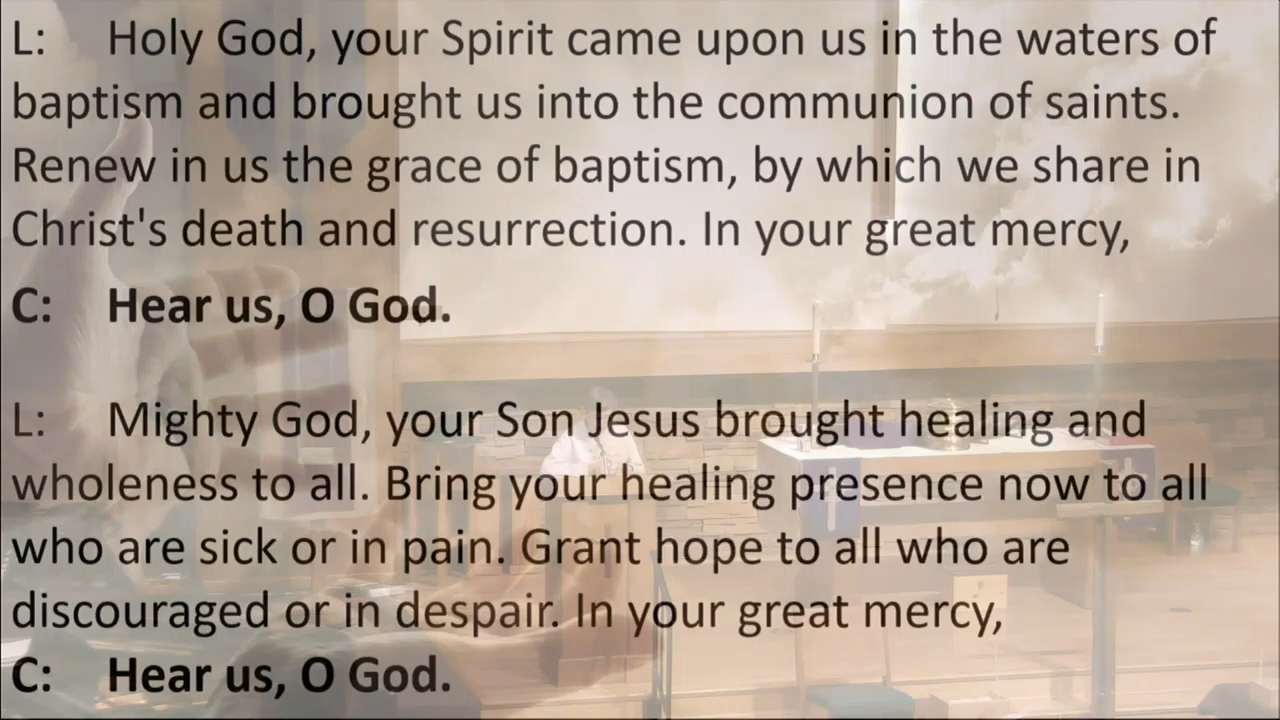 L: Holy God, your Spirit came upon us in the waters of
baptism and brought us into the communion of saints.
Renew in us the grace of baptism, by which we share in
Christ's death and resurrection. In your great mercy,
C: Hear us, O God.
L: Mighty God, your Son Jesus brought healing and
wholeness to all. Bring your healing presence now to all
who are sick or in pain. Grant hope to all who are
discouraged or in despair. In your great mercy,
C: Hear us, O God.